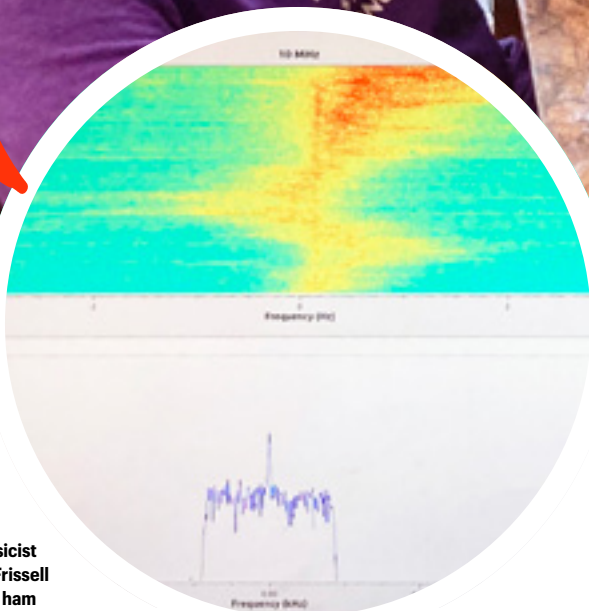 10 MHz
Frequency (Hz)
Frequency (kHz)
sicist
Frissell
ham